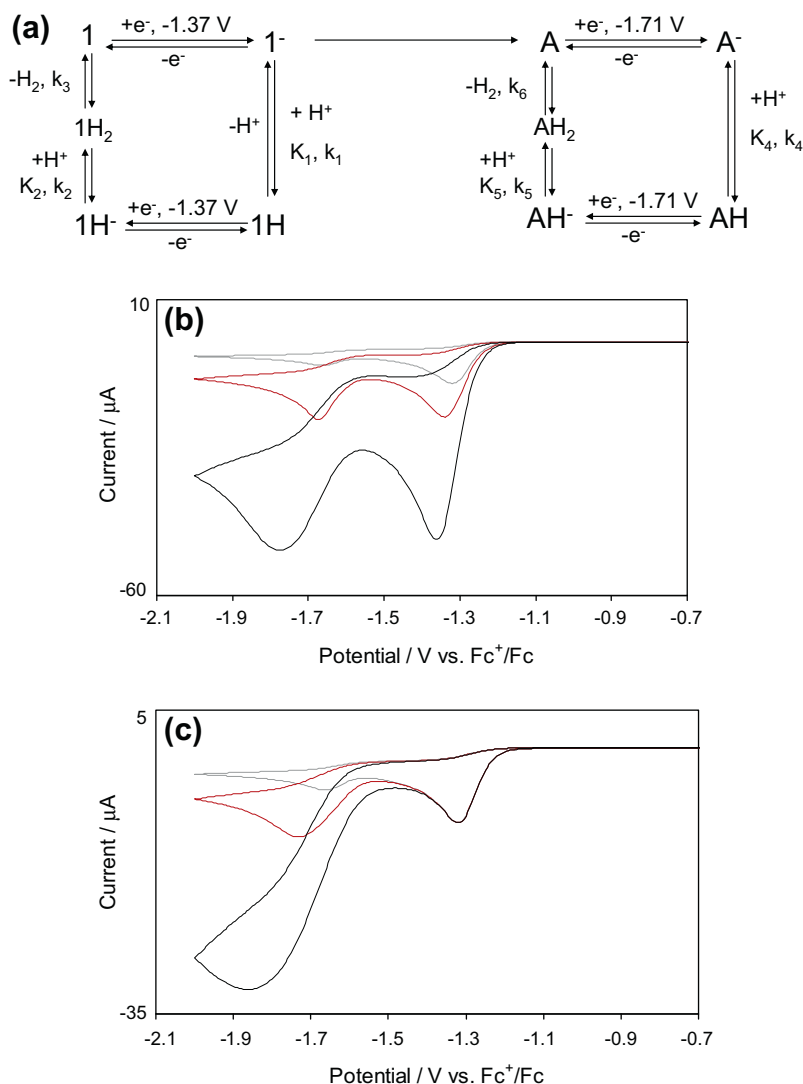 (a)
1 +e⁻, -1.37 V 1⁻ A +e⁻, -1.71 V A⁻
-e⁻ -e⁻
-H₂, k₃ -H₂, k₆
1H₂ -H⁺ + H⁺ AH₂ +H⁺
K₁, k₁ K₄, k₄
+H⁺ +H⁺
K₂, k₂ K₅, k₅
1H⁻ +e⁻, -1.37 V 1H AH⁻ +e⁻, -1.71 V AH
-e⁻ -e⁻
(b)
10
Current / µA
-60
-2.1 -1.9 -1.7 -1.5 -1.3 -1.1 -0.9 -0.7
Potential / V vs. Fc⁺/Fc
(c)
5
Current / µA
-35
-2.1 -1.9 -1.7 -1.5 -1.3 -1.1 -0.9 -0.7
Potential / V vs. Fc⁺/Fc